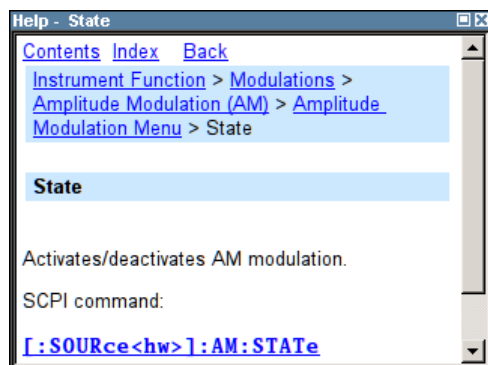 Help - State
Contents Index Back
Instrument Function > Modulations >
Amplitude Modulation (AM) > Amplitude
Modulation Menu > State
State
Activates/deactivates AM modulation.
SCPI command:
[:SOURce<hw>]:AM:STATe